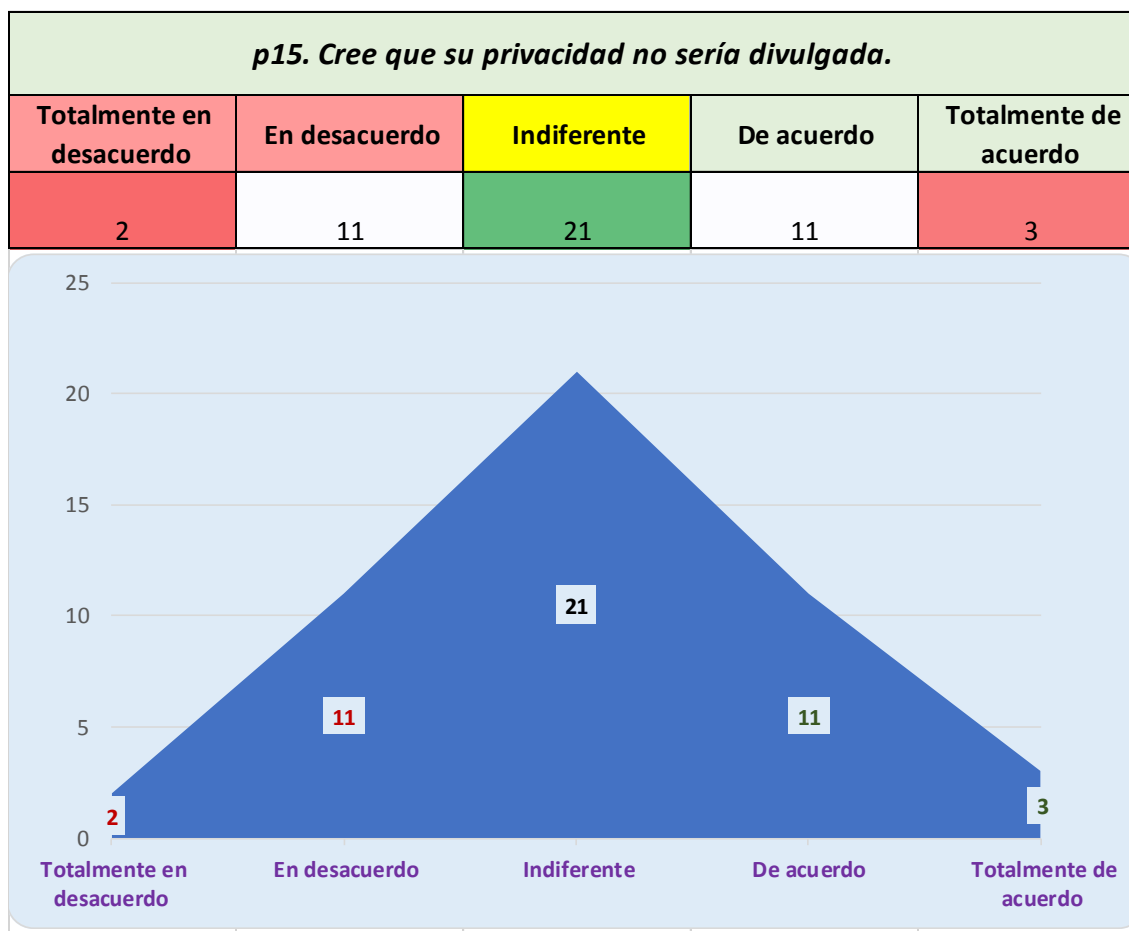 p15. Cree que su privacidad no sería divulgada.
Totalmente en desacuerdo
En desacuerdo
Indiferente
De acuerdo
Totalmente de acuerdo
2
11
21
11
3
25
20
15
10
5
0
21
11
11
2
3
Totalmente en desacuerdo
En desacuerdo
Indiferente
De acuerdo
Totalmente de acuerdo